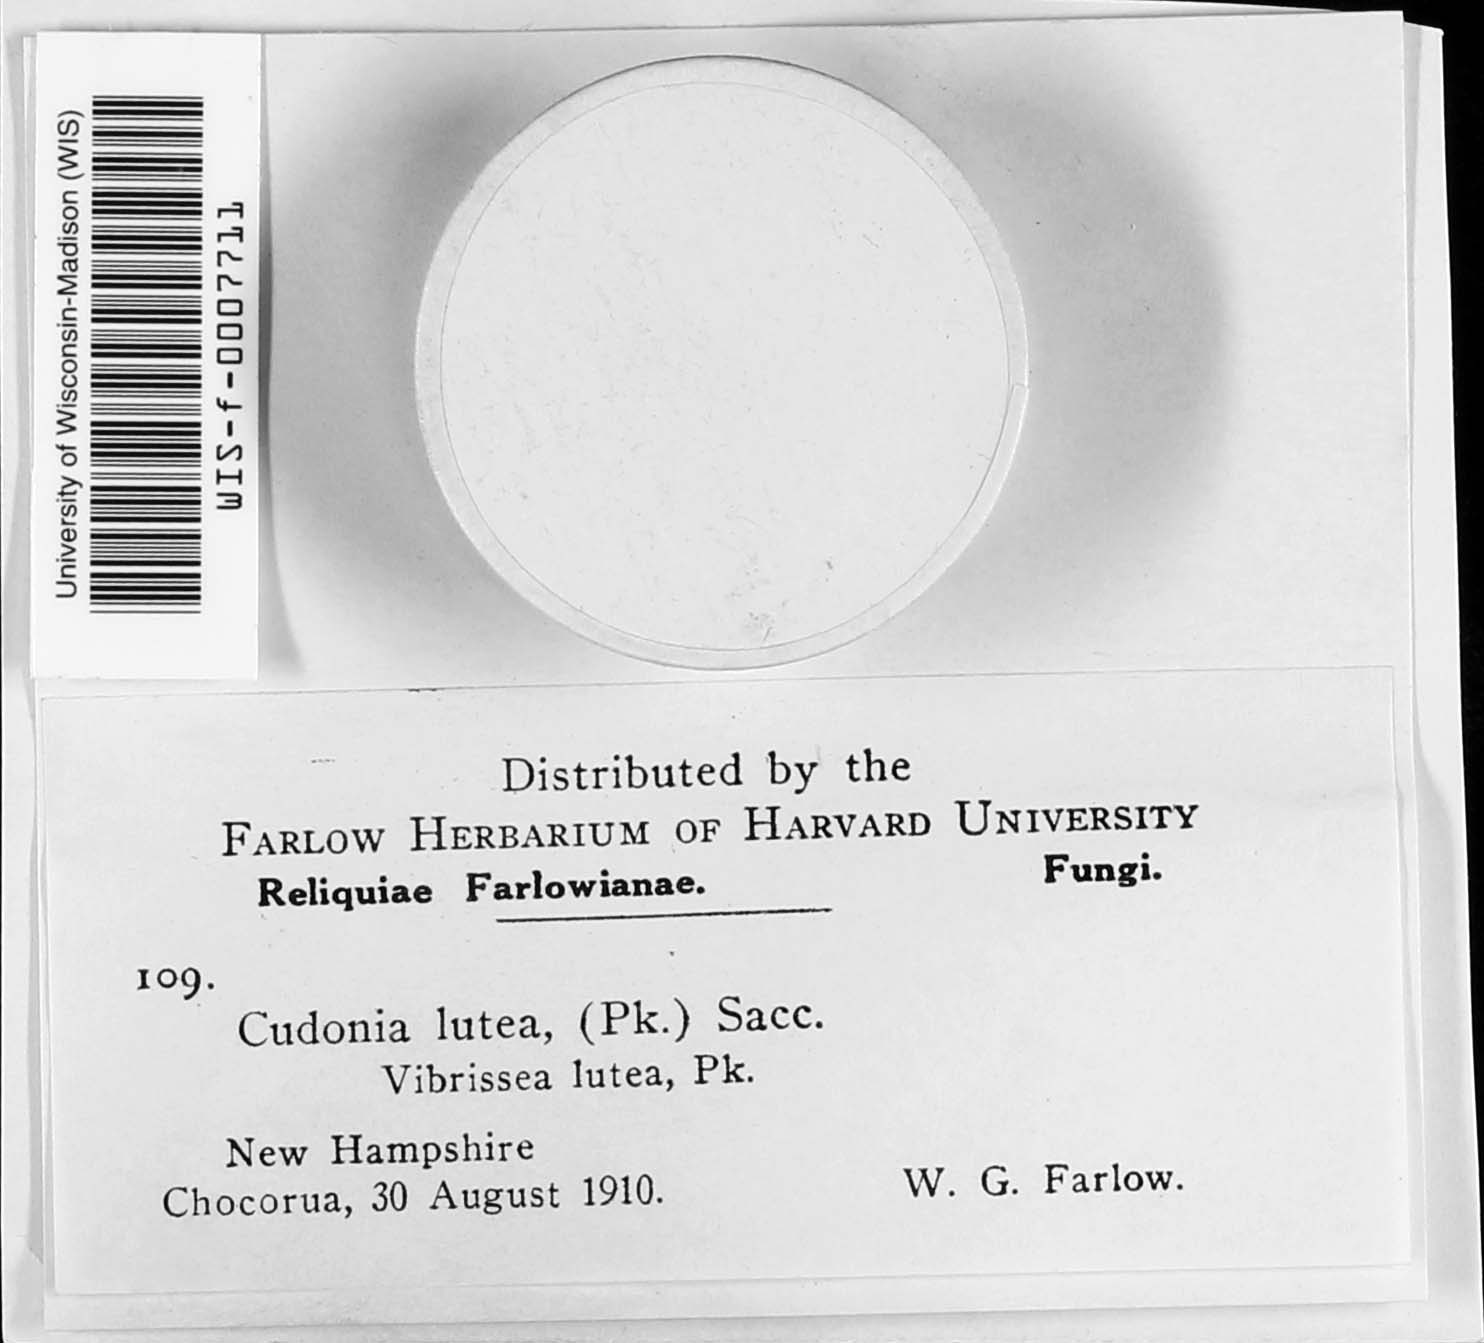 University of Wisconsin-Madison (WIS)
WIS-f-0007711
Distributed by the
FARLOW HERBARIUM OF HARVARD UNIVERSITY
Reliquiae Farlowianae. Fungi.
109.
Cudonia lutea, (Pk.) Sacc.
Vibrissea lutea, Pk.
New Hampshire
Chocorua, 30 August 1910. W. G. Farlow.